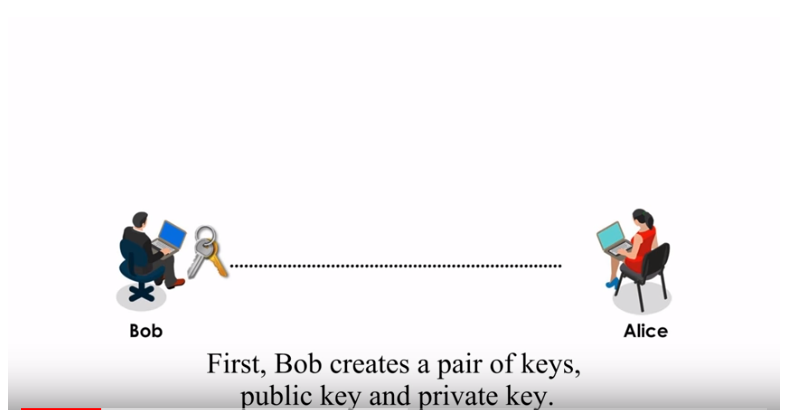 Bob
Alice
First, Bob creates a pair of keys,
public key and private key.